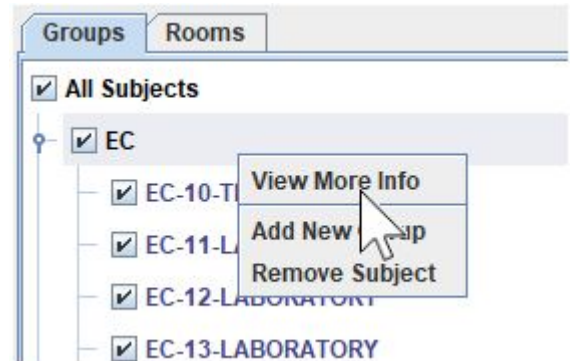 Groups Rooms
All Subjects
EC
View More Info
EC-10-T
Add New
EC-11-L
Remove Subject
EC-12-LABORATORY
EC-13-LABORATORY